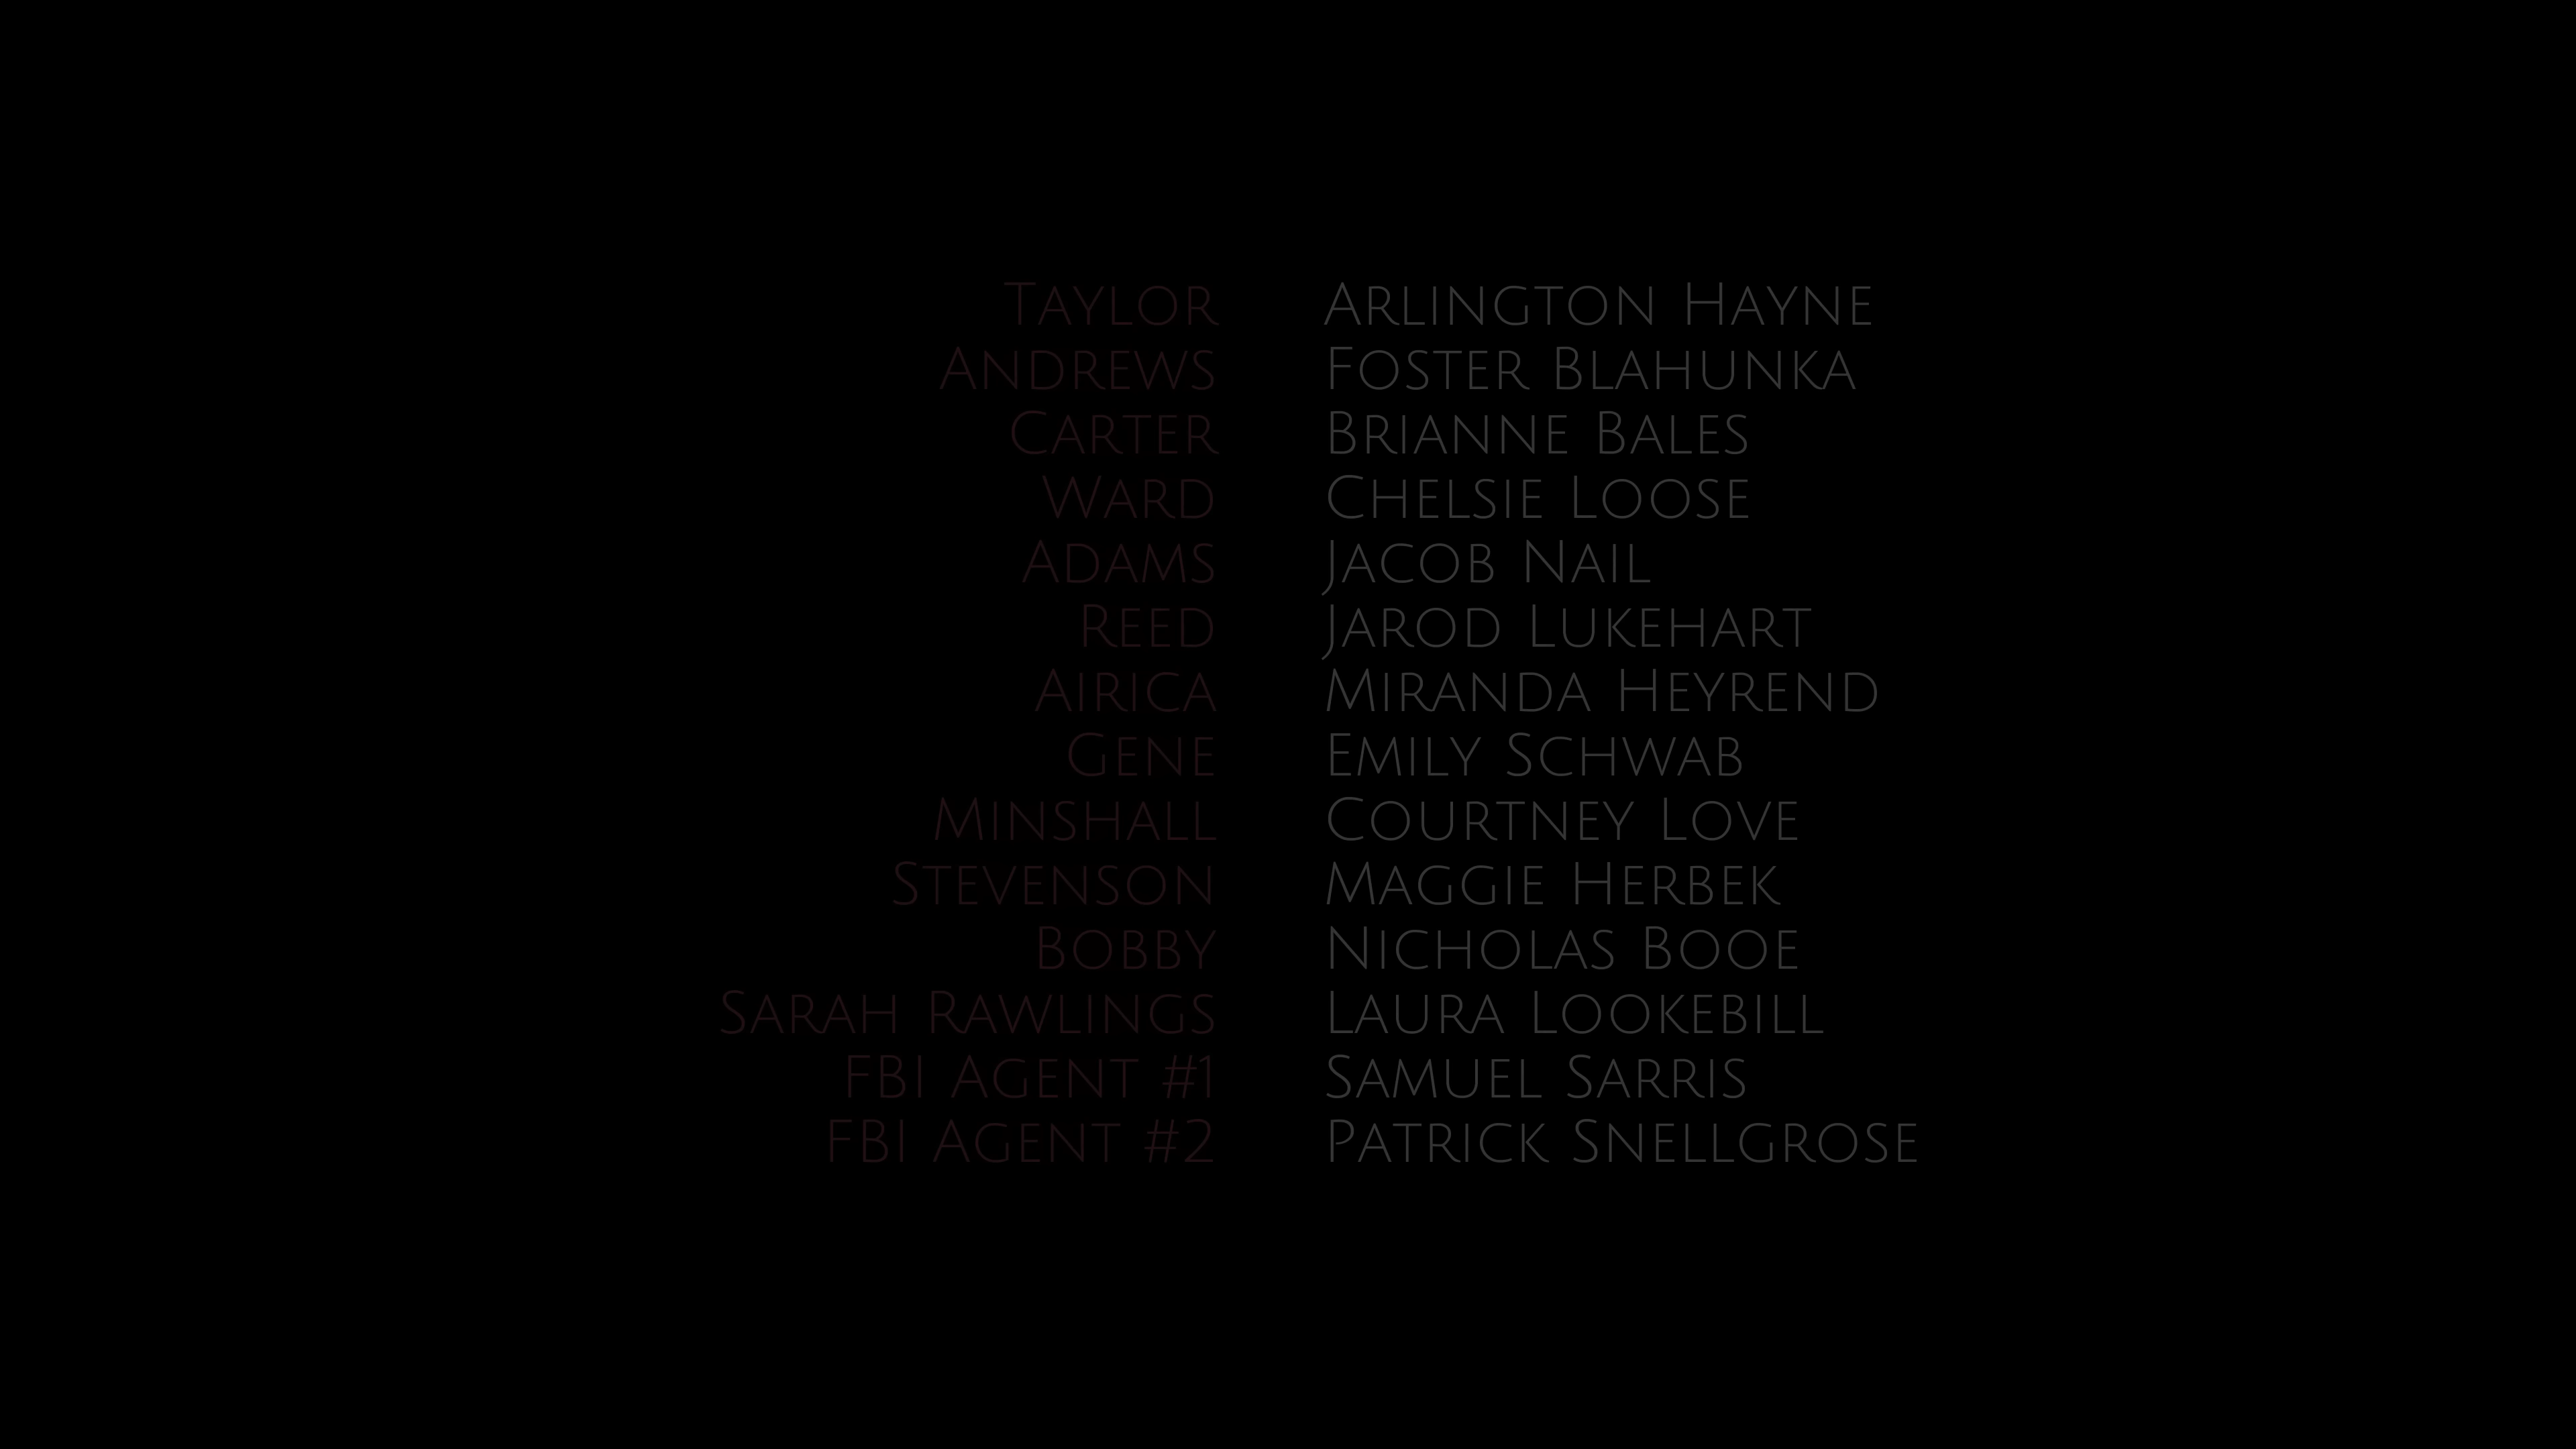 Taylor Arlington Hayne
Andrews Foster Blahunka
Carter Brianne Bales
Ward Chelsie Loose
Adams Jacob Nail
Reed Jarod Lukehart
Airica Miranda Heyrend
Gene Emily Schwab
Minshall Courtney Love
Stevenson Maggie Herbek
Bobby Nicholas Booe
Sarah Rawlings Laura Lookebill
FBI Agent #1 Samuel Sarris
FBI Agent #2 Patrick Snellgrose